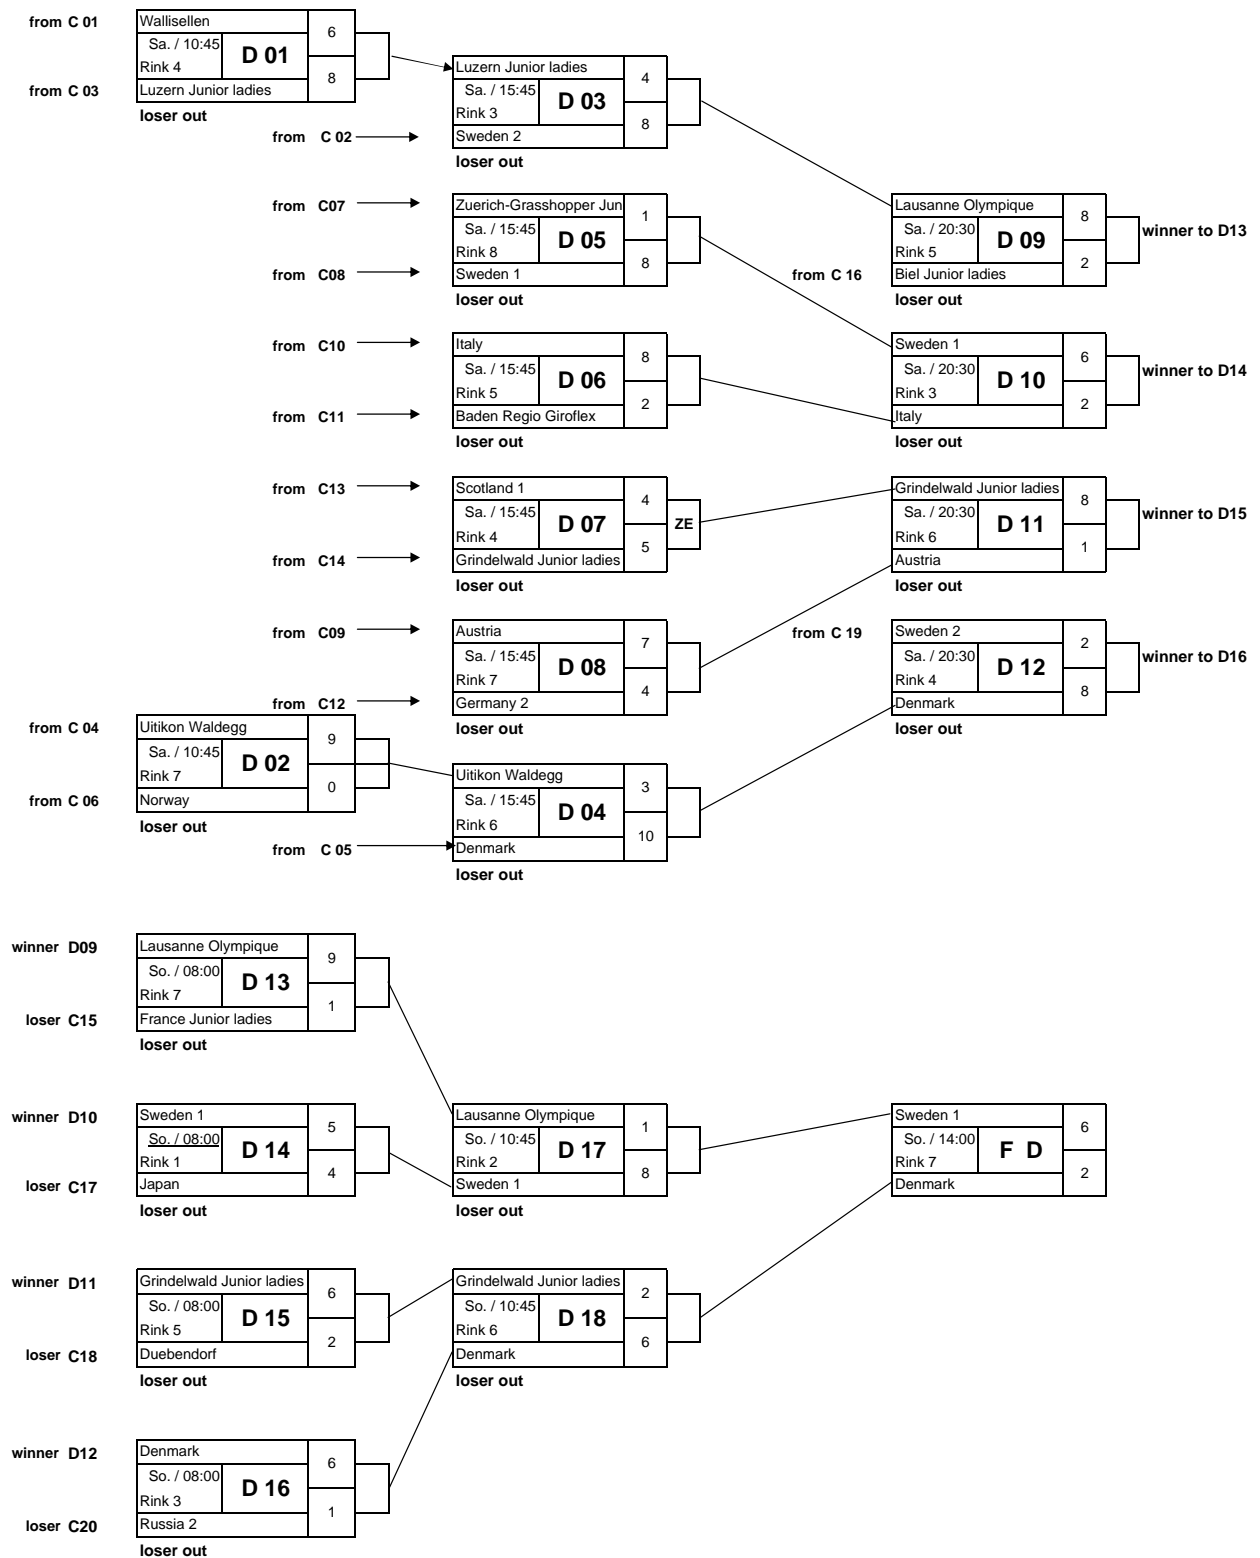 from C 01
Wallisellen
6
Sa. / 10:45
Rink 4
D 01
8
from C 03
Luzern Junior ladies
loser out
Luzern Junior ladies
4
Sa. / 15:45
Rink 3
D 03
8
from C 02
Sweden 2
loser out
from C07
Zuerich-Grasshopper Jun
1
Sa. / 15:45
Rink 8
D 05
8
from C08
Sweden 1
loser out
Lausanne Olympique
8
Sa. / 20:30
Rink 5
D 09
2
winner to D13
from C 16
Biel Junior ladies
loser out
from C10
Italy
8
Sa. / 15:45
Rink 5
D 06
2
from C11
Baden Regio Giroflex
loser out
Sweden 1
6
Sa. / 20:30
Rink 3
D 10
2
winner to D14
Italy
loser out
from C13
Scotland 1
4
Sa. / 15:45
Rink 4
D 07
5
ZE
from C14
Grindelwald Junior ladies
loser out
Grindelwald Junior ladies
8
Sa. / 20:30
Rink 6
D 11
1
winner to D15
Austria
loser out
from C09
Austria
7
Sa. / 15:45
Rink 7
D 08
4
from C12
Germany 2
loser out
from C 19
Sweden 2
2
Sa. / 20:30
Rink 4
D 12
8
winner to D16
Denmark
loser out
from C 04
Uitikon Waldegg
9
Sa. / 10:45
Rink 7
D 02
0
from C 06
Norway
loser out
Uitikon Waldegg
3
Sa. / 15:45
Rink 6
D 04
10
from C 05
Denmark
loser out
winner D09
Lausanne Olympique
9
So. / 08:00
Rink 7
D 13
1
loser C15
France Junior ladies
loser out
winner D10
Sweden 1
5
So. / 08:00
Rink 1
D 14
4
loser C17
Japan
loser out
Lausanne Olympique
1
So. / 10:45
Rink 2
D 17
8
Sweden 1
loser out
Sweden 1
6
So. / 14:00
Rink 7
F D
2
Denmark
winner D11
Grindelwald Junior ladies
6
So. / 08:00
Rink 5
D 15
2
loser C18
Duebendorf
loser out
Grindelwald Junior ladies
2
So. / 10:45
Rink 6
D 18
6
Denmark
loser out
winner D12
Denmark
6
So. / 08:00
Rink 3
D 16
1
loser C20
Russia 2
loser out